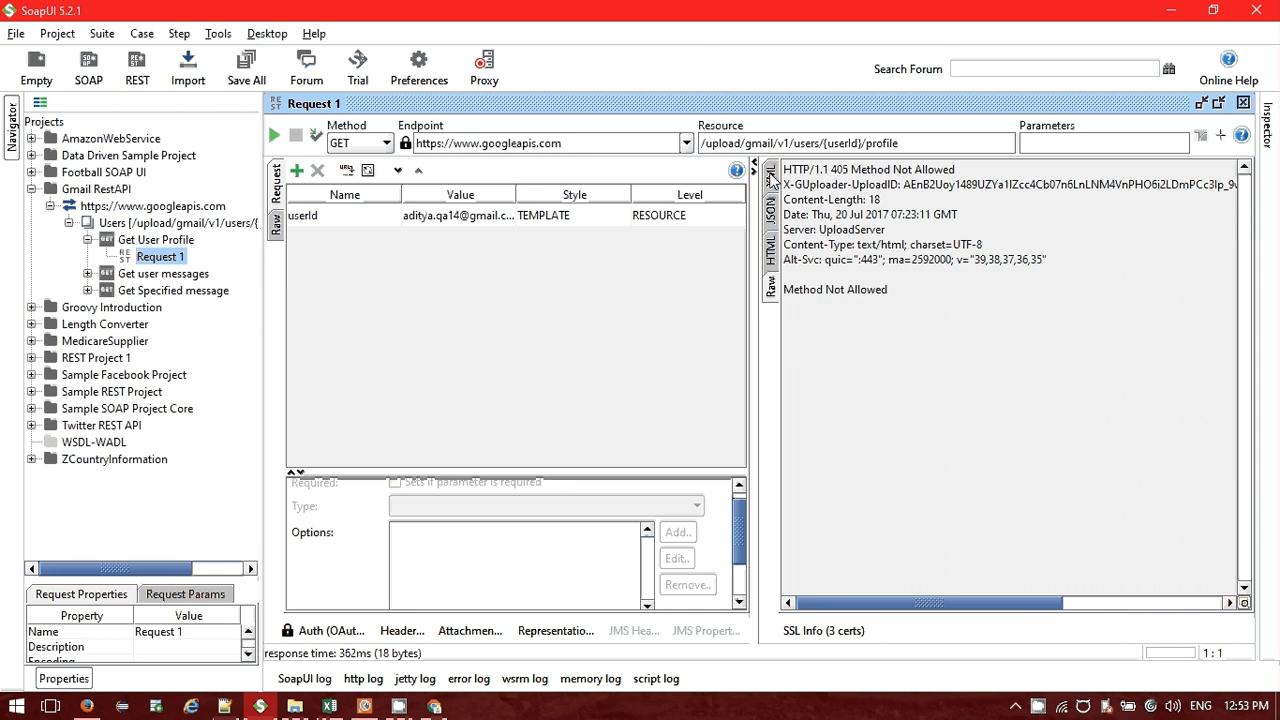 SoapUI 5.2.1
File Project Suite Case Step Tools Desktop Help
Empty SOAP REST Import Save All Forum Trial Preferences Proxy
Search Forum
Online Help
Navigator
Projects
AmazonWebService
Data Driven Sample Project
Football SOAP UI
Gmail RestAPI
https://www.googleapis.com
Users [/upload/gmail/v1/users/{
Get User Profile
Request 1
Get user messages
Get Specified message
Groovy Introduction
Length Converter
MedicareSupplier
REST Project 1
Sample Facebook Project
Sample REST Project
Sample SOAP Project Core
Twitter REST API
WSDL-WADL
ZCountryInformation
Request Properties Request Params
Property Value
Name Request 1
Description
Encoding
Properties
REST Request 1
Method Endpoint Resource Parameters
GET https://www.googleapis.com /upload/gmail/v1/users/{userId}/profile
Request
Raw
Name Value Style Level
userId aditya.qa14@gmail.c... TEMPLATE RESOURCE
Required: Sets if parameter is required
Type:
Options:
Add..
Edit..
Remove..
Auth (OAut... Header... Attachmen... Representatio... JMS Hea... JMS Propert...
JSON
HTML
Raw
HTTP/1.1 405 Method Not Allowed
Content-Length: 18
Date: Thu, 20 Jul 2017 07:23:11 GMT
Server: UploadServer
Content-Type: text/html; charset=UTF-8
Alt-Svc: quic=":443"; ma=2592000; v="39,38,37,36,35"
Method Not Allowed
SSL Info (3 certs)
response time: 362ms (18 bytes)
1 : 1
Inspector
SoapUI log http log jetty log error log wsrm log memory log script log
ENG 12:53 PM